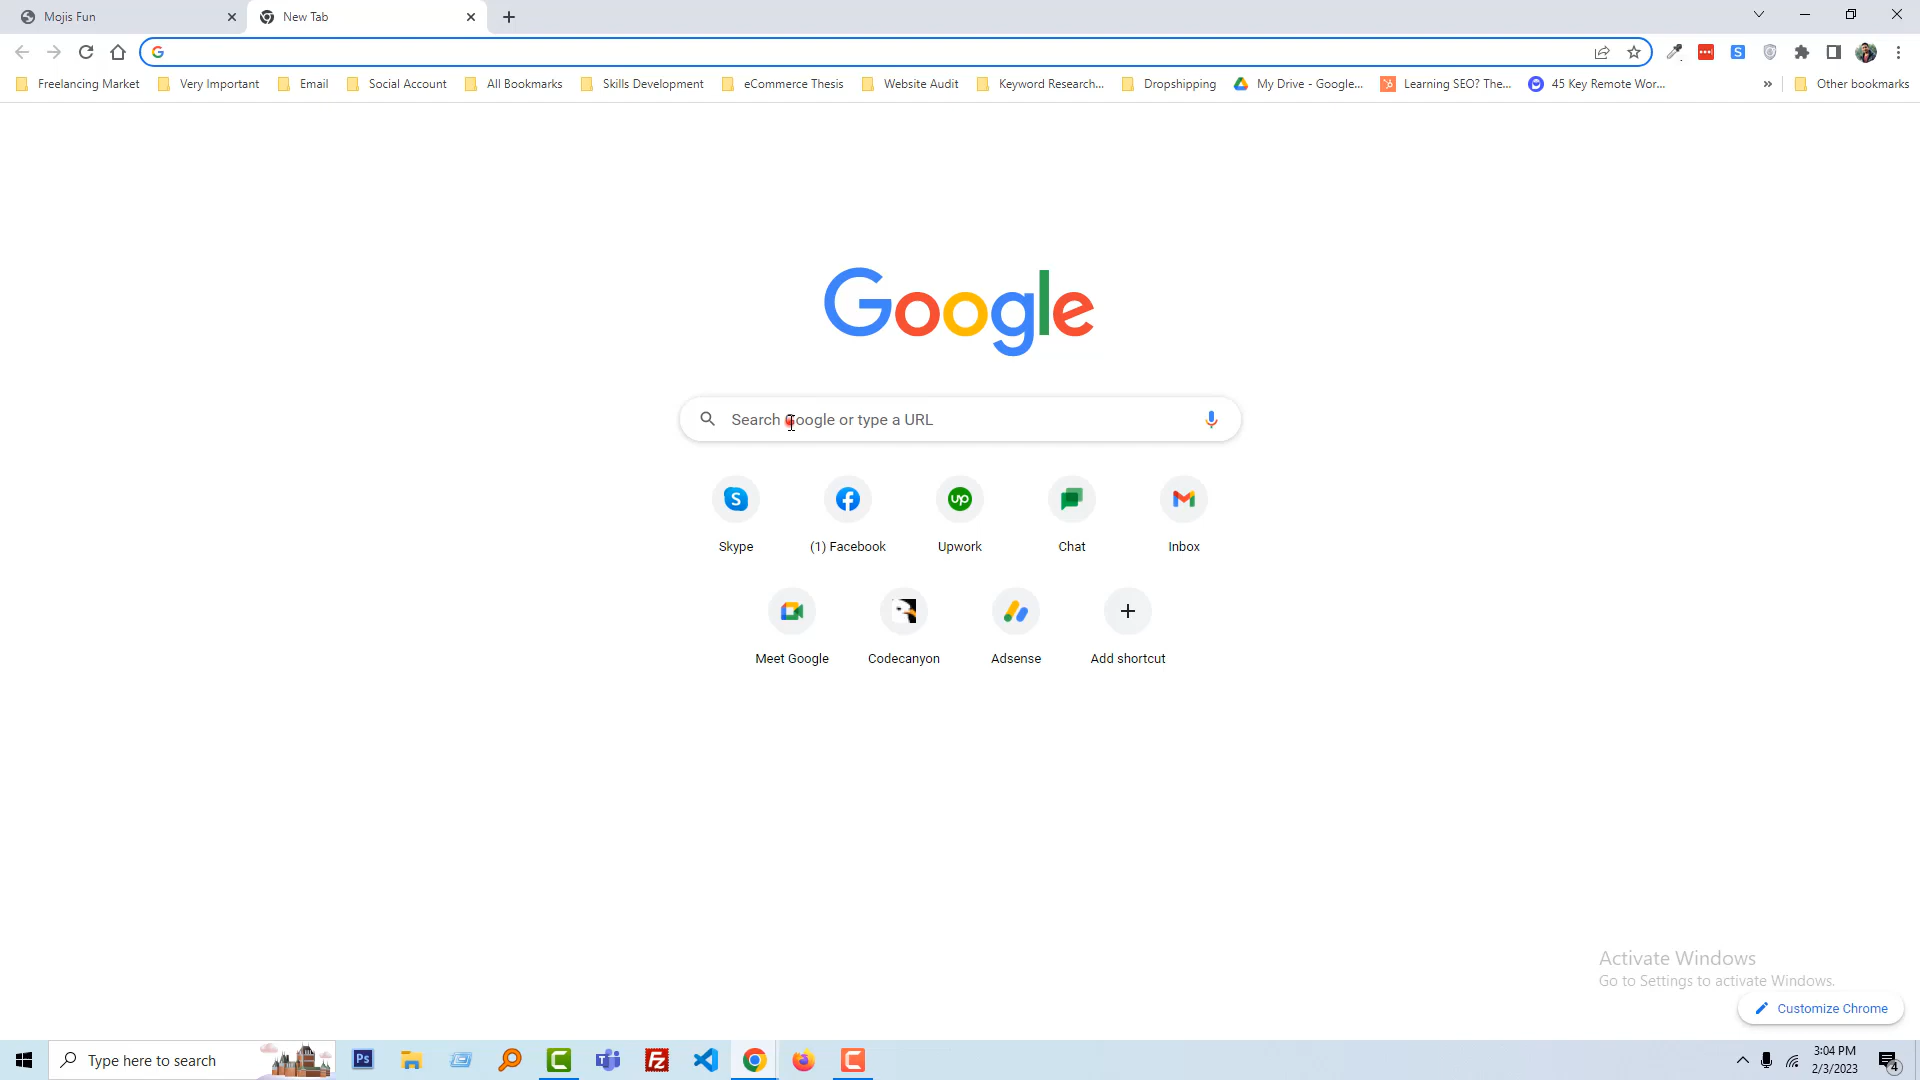 Mojis Fun
New Tab
Freelancing Market
Very Important
Email
Social Account
All Bookmarks
Skills Development
eCommerce Thesis
Website Audit
Keyword Research...
Dropshipping
My Drive - Google...
Learning SEO? The...
45 Key Remote Wor...
»
Other bookmarks
Google
Search Google or type a URL
Skype
(1) Facebook
Upwork
Chat
Inbox
Meet Google
Codecanyon
Adsense
Add shortcut
Activate Windows
Go to Settings to activate Windows.
Customize Chrome
Type here to search
3:04 PM
2/3/2023
4